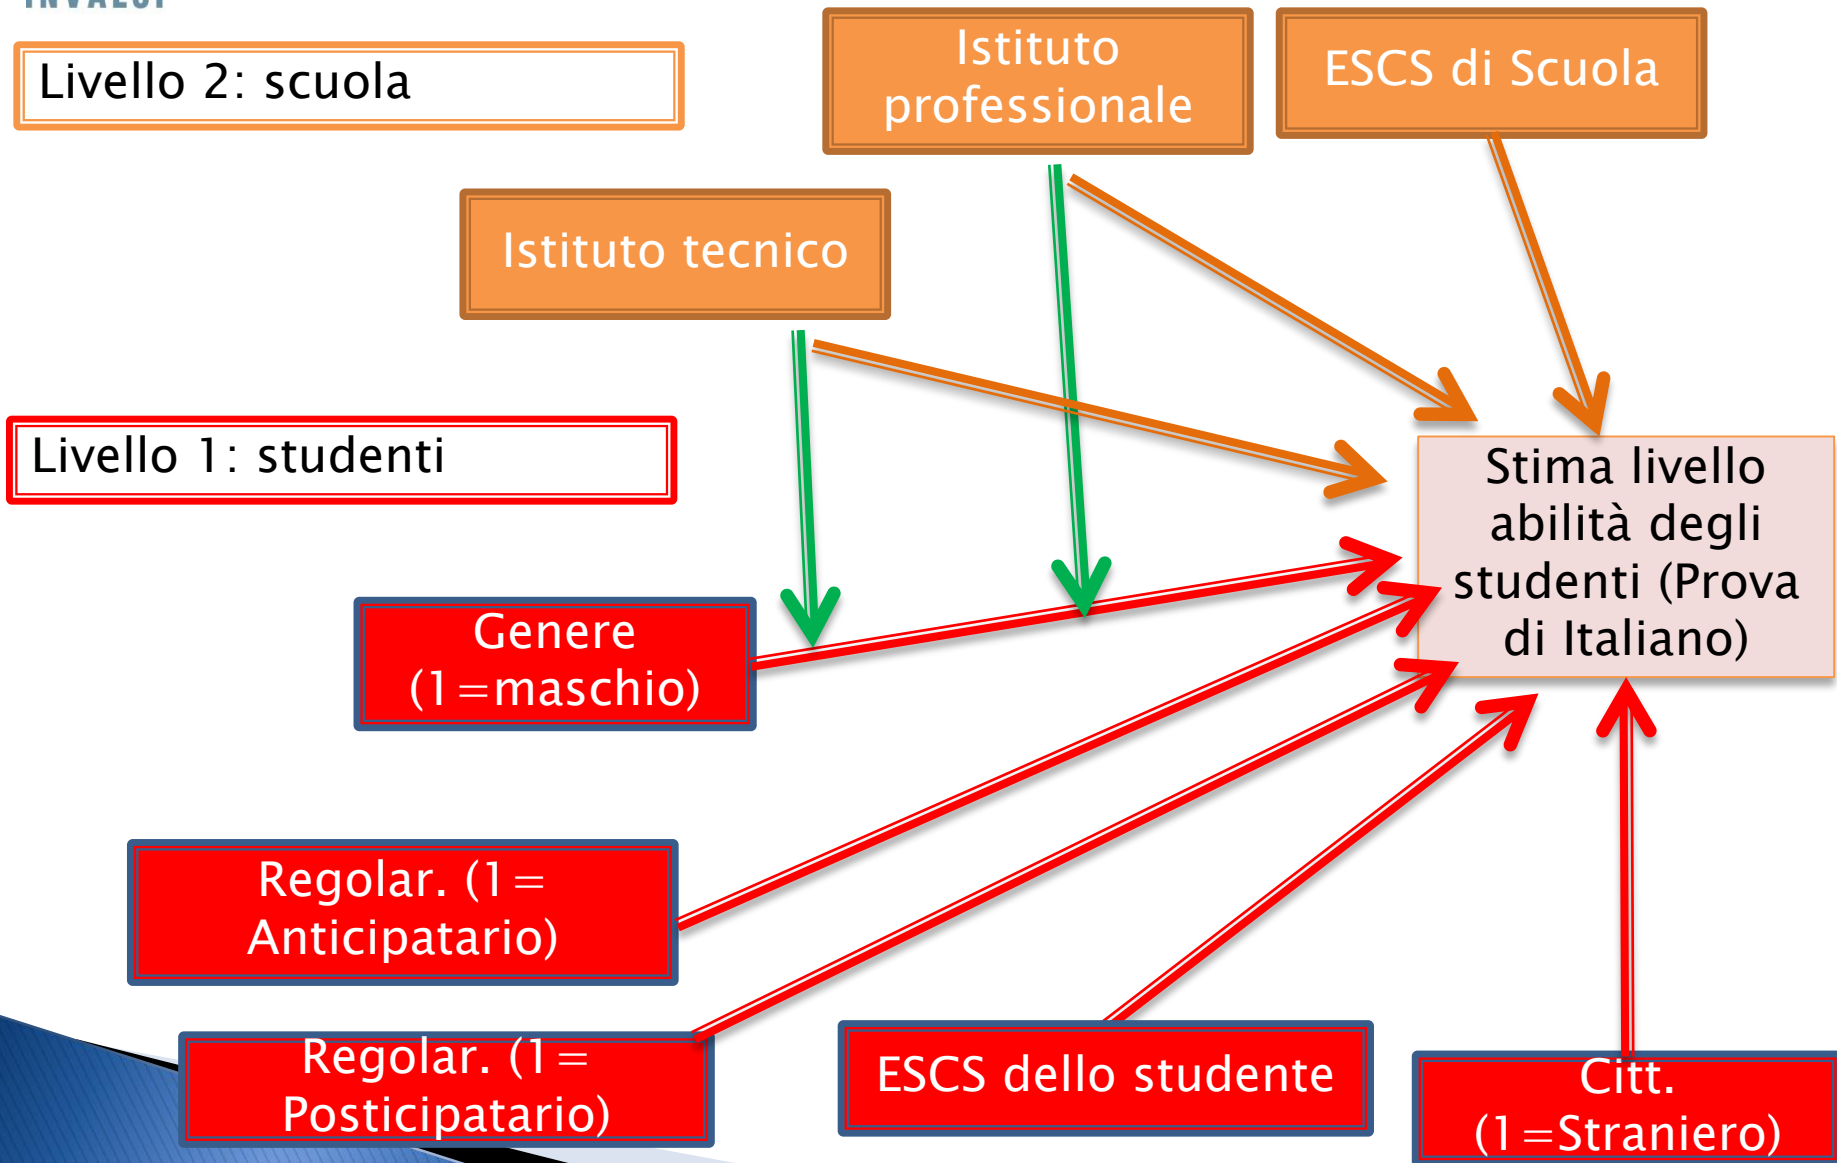 INVALSI
Livello 2: scuola
Istituto
professionale
ESCS di Scuola
Istituto tecnico
Livello 1: studenti
Stima livello
abilità degli
studenti (Prova
di Italiano)
Genere
(1=maschio)
Regolar. (1=
Anticipatario)
Regolar. (1=
Posticipatario)
ESCS dello studente
Citt.
(1=Straniero)